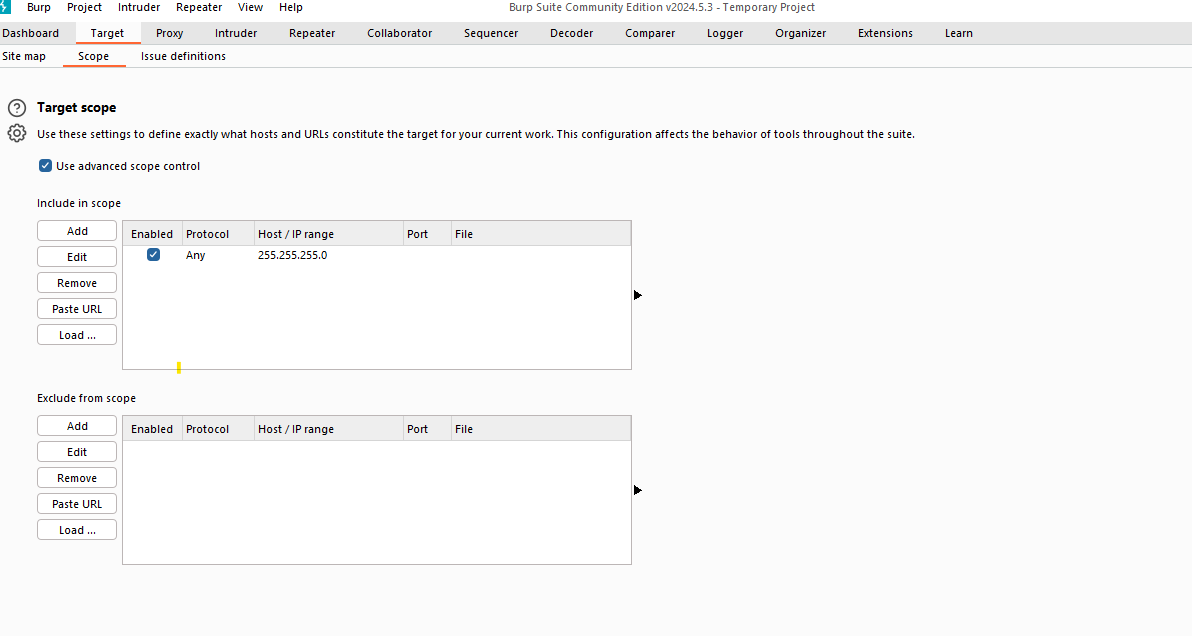 Burp Project Intruder Repeater View Help Burp Suite Community Edition v2024.5.3 - Temporary Project
Dashboard Target Proxy Intruder Repeater Collaborator Sequencer Decoder Comparer Logger Organizer Extensions Learn
Site map Scope Issue definitions
? Target scope
Use these settings to define exactly what hosts and URLs constitute the target for your current work. This configuration affects the behavior of tools throughout the suite.
Use advanced scope control
Include in scope
Add
Edit
Remove
Paste URL
Load ...
Enabled Protocol Host / IP range Port File
Any 255.255.255.0
Exclude from scope
Add
Edit
Remove
Paste URL
Load ...
Enabled Protocol Host / IP range Port File